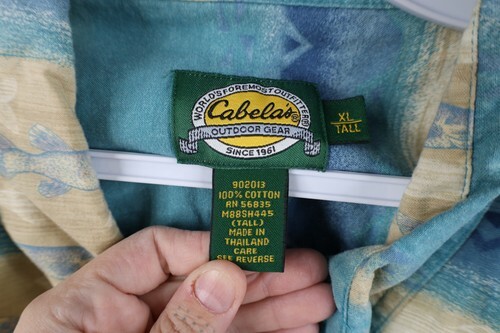 WORLD'S FOREMOST OUTFITTER®
Cabela's®
OUTDOOR GEAR
SINCE 1961
XL
TALL
902013
100% COTTON
RN 56835
M88SH445
(TALL)
MADE IN
THAILAND
CARE
SEE REVERSE